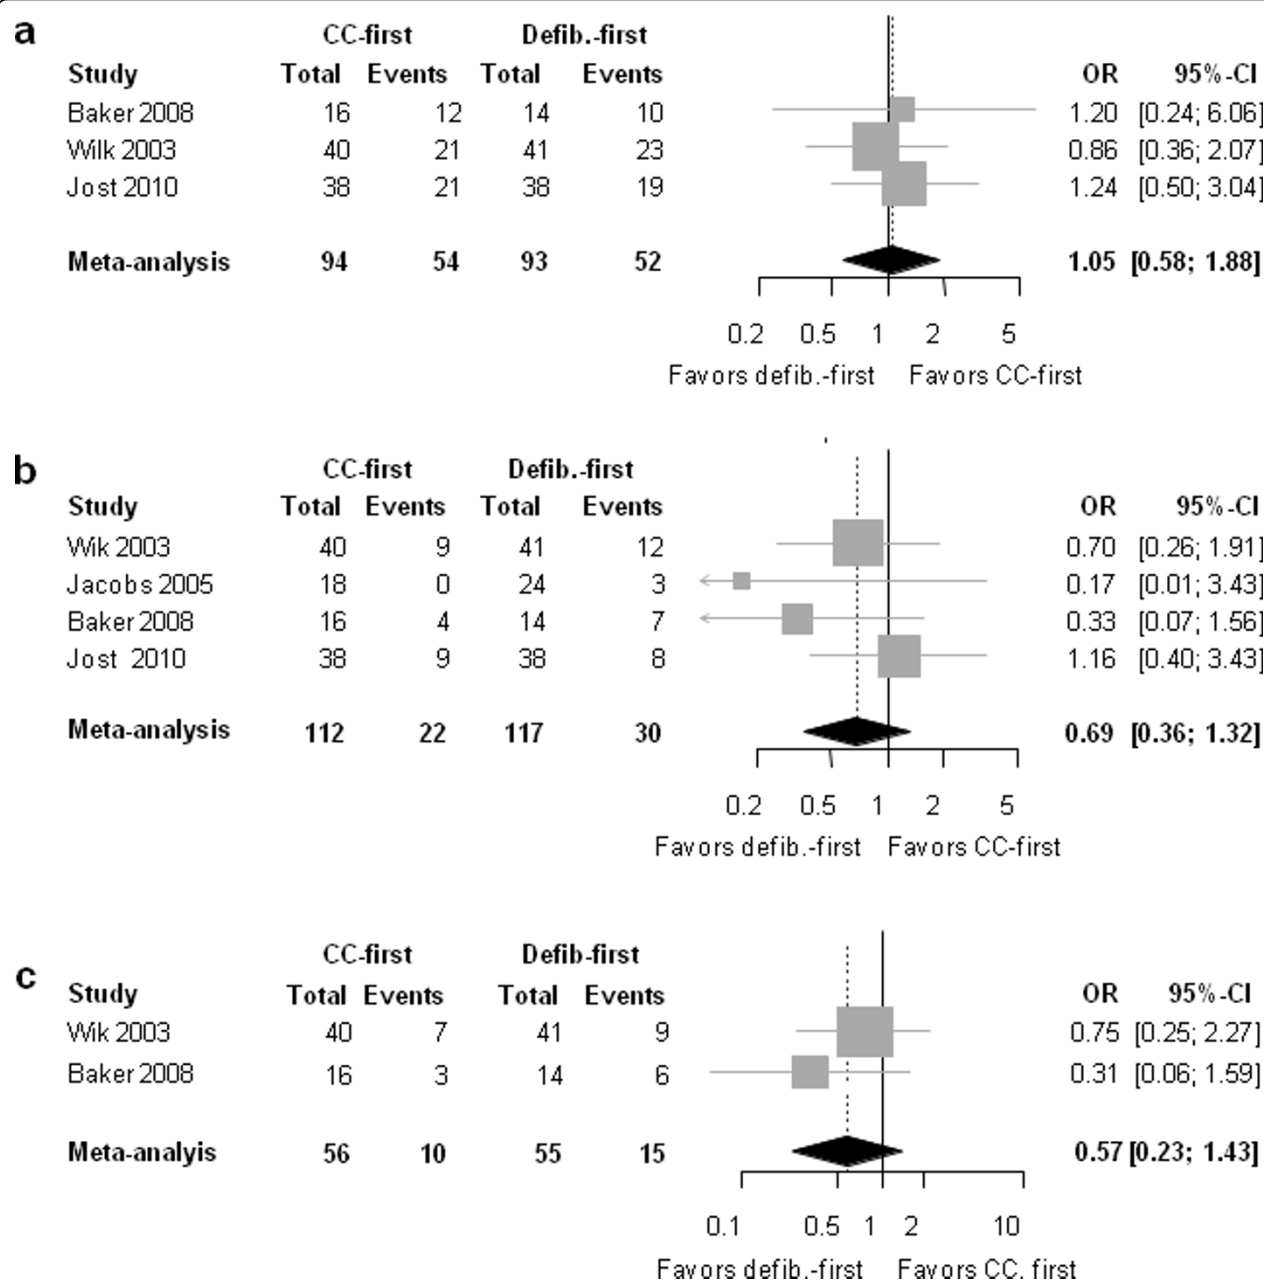 a
CC-first Defib.-first
Study Total Events Total Events OR 95%-CI
Baker 2008 16 12 14 10 1.20 [0.24; 6.06]
Wilk 2003 40 21 41 23 0.86 [0.36; 2.07]
Jost 2010 38 21 38 19 1.24 [0.50; 3.04]
Meta-analysis 94 54 93 52 1.05 [0.58; 1.88]
0.2 0.5 1 2 5
Favors defib.-first Favors CC-first
b
CC-first Defib.-first
Study Total Events Total Events OR 95%-CI
Wik 2003 40 9 41 12 0.70 [0.26; 1.91]
Jacobs 2005 18 0 24 3 0.17 [0.01; 3.43]
Baker 2008 16 4 14 7 0.33 [0.07; 1.56]
Jost 2010 38 9 38 8 1.16 [0.40; 3.43]
Meta-analysis 112 22 117 30 0.69 [0.36; 1.32]
0.2 0.5 1 2 5
Favors defib.-first Favors CC-first
c
CC-first Defib-first
Study Total Events Total Events OR 95%-CI
Wik 2003 40 7 41 9 0.75 [0.25; 2.27]
Baker 2008 16 3 14 6 0.31 [0.06; 1.59]
Meta-analyis 56 10 55 15 0.57 [0.23; 1.43]
0.1 0.5 1 2 10
Favors defib.-first Favors CC. first